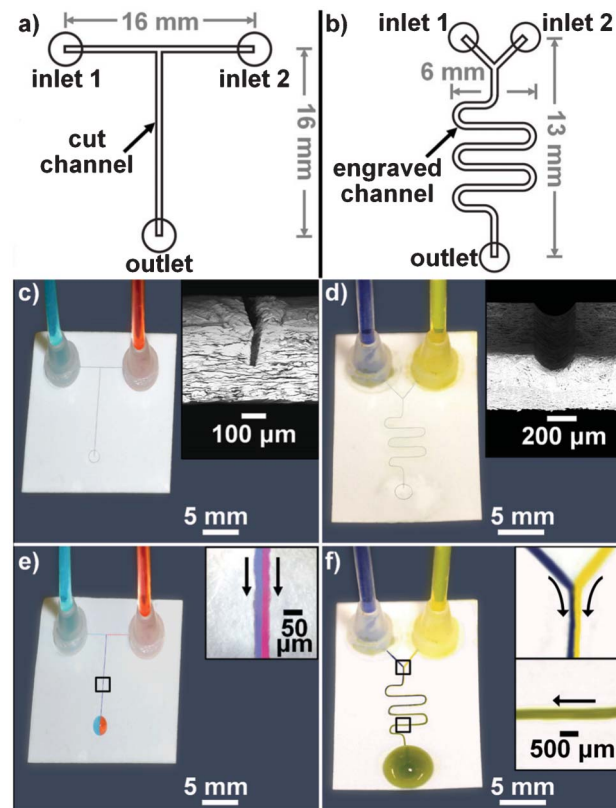 a)
16 mm
inlet 1
inlet 2
cut
channel
16 mm
outlet
b)
inlet 1
inlet 2
6 mm
engraved
channel
13 mm
outlet
c)
100 µm
5 mm
d)
200 µm
5 mm
e)
50
µm
5 mm
f)
500 µm
5 mm